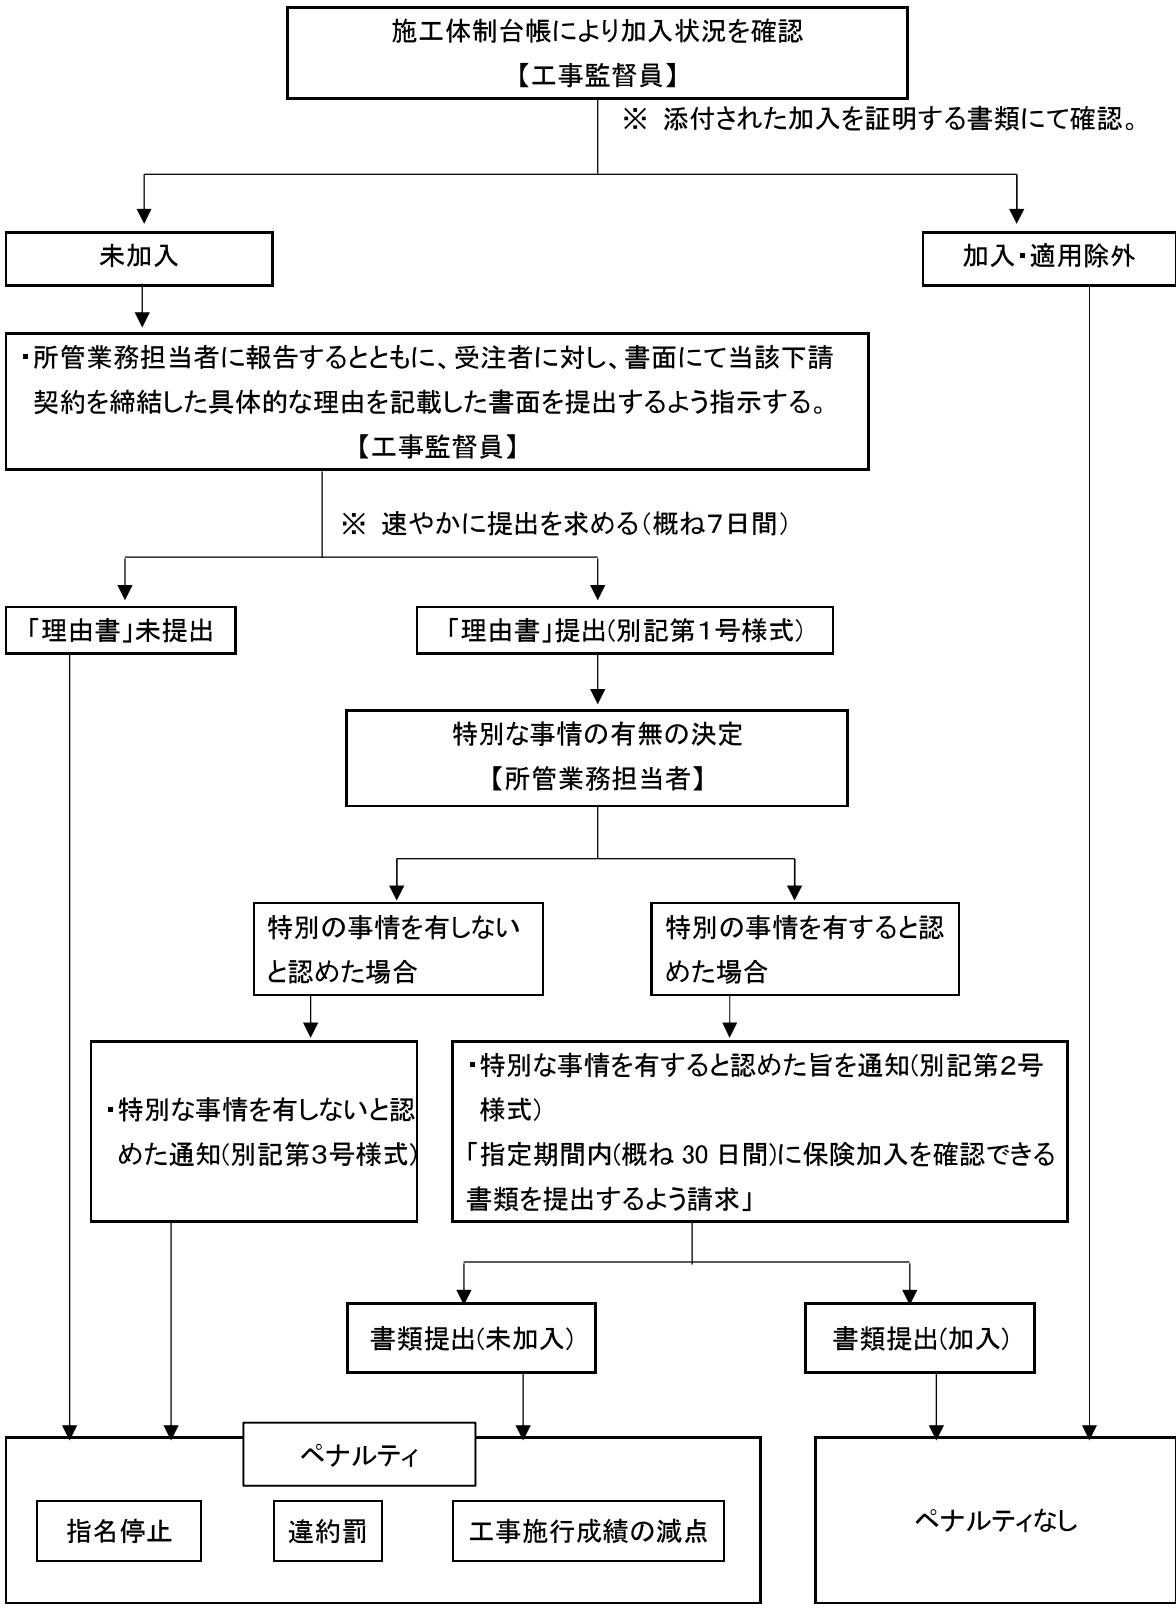 施工体制台帳により加入状況を確認
【工事監督員】
※ 添付された加入を証明する書類にて確認。
未加入
加入・適用除外
・所管業務担当者に報告するとともに、受注者に対し、書面にて当該下請
契約を締結した具体的な理由を記載した書面を提出するよう指示する。
【工事監督員】
※ 速やかに提出を求める(概ね7日間)
「理由書」未提出
「理由書」提出(別記第1号様式)
特別な事情の有無の決定
【所管業務担当者】
特別の事情を有しない
と認めた場合
特別の事情を有すると認
めた場合
・特別な事情を有しないと認
めた通知(別記第3号様式)
・特別な事情を有すると認めた旨を通知(別記第2号
様式)
「指定期間内(概ね 30 日間)に保険加入を確認できる
書類を提出するよう請求」
書類提出(未加入)
書類提出(加入)
ペナルティ
指名停止
違約罰
工事施行成績の減点
ペナルティなし